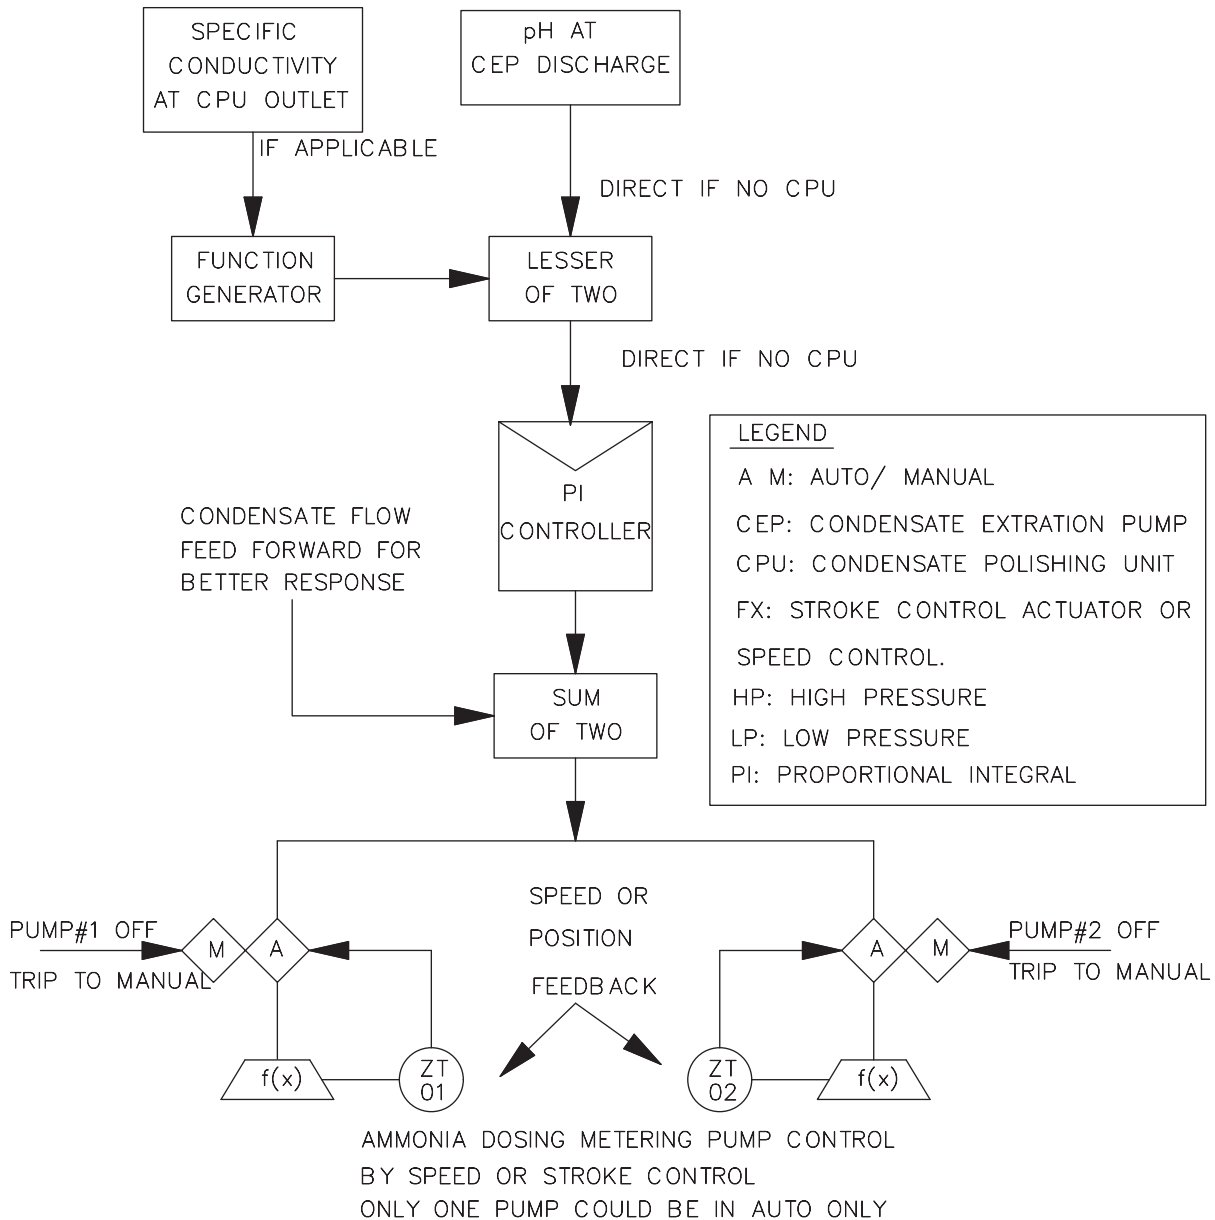 SPECIFIC
CONDUCTIVITY
AT CPU OUTLET
pH AT
CEP DISCHARGE
IF APPLICABLE
DIRECT IF NO CPU
FUNCTION
GENERATOR
LESSER
OF TWO
DIRECT IF NO CPU
PI
CONTROLLER
CONDENSATE FLOW
FEED FORWARD FOR
BETTER RESPONSE
SUM
OF TWO
LEGEND
A M: AUTO/ MANUAL
CEP: CONDENSATE EXTRATION PUMP
CPU: CONDENSATE POLISHING UNIT
FX: STROKE CONTROL ACTUATOR OR
SPEED CONTROL.
HP: HIGH PRESSURE
LP: LOW PRESSURE
PI: PROPORTIONAL INTEGRAL
PUMP#1 OFF
TRIP TO MANUAL
M
A
SPEED OR
POSITION
FEEDBACK
A
M
PUMP#2 OFF
TRIP TO MANUAL
f(x)
ZT
01
ZT
02
f(x)
AMMONIA DOSING METERING PUMP CONTROL
BY SPEED OR STROKE CONTROL
ONLY ONE PUMP COULD BE IN AUTO ONLY